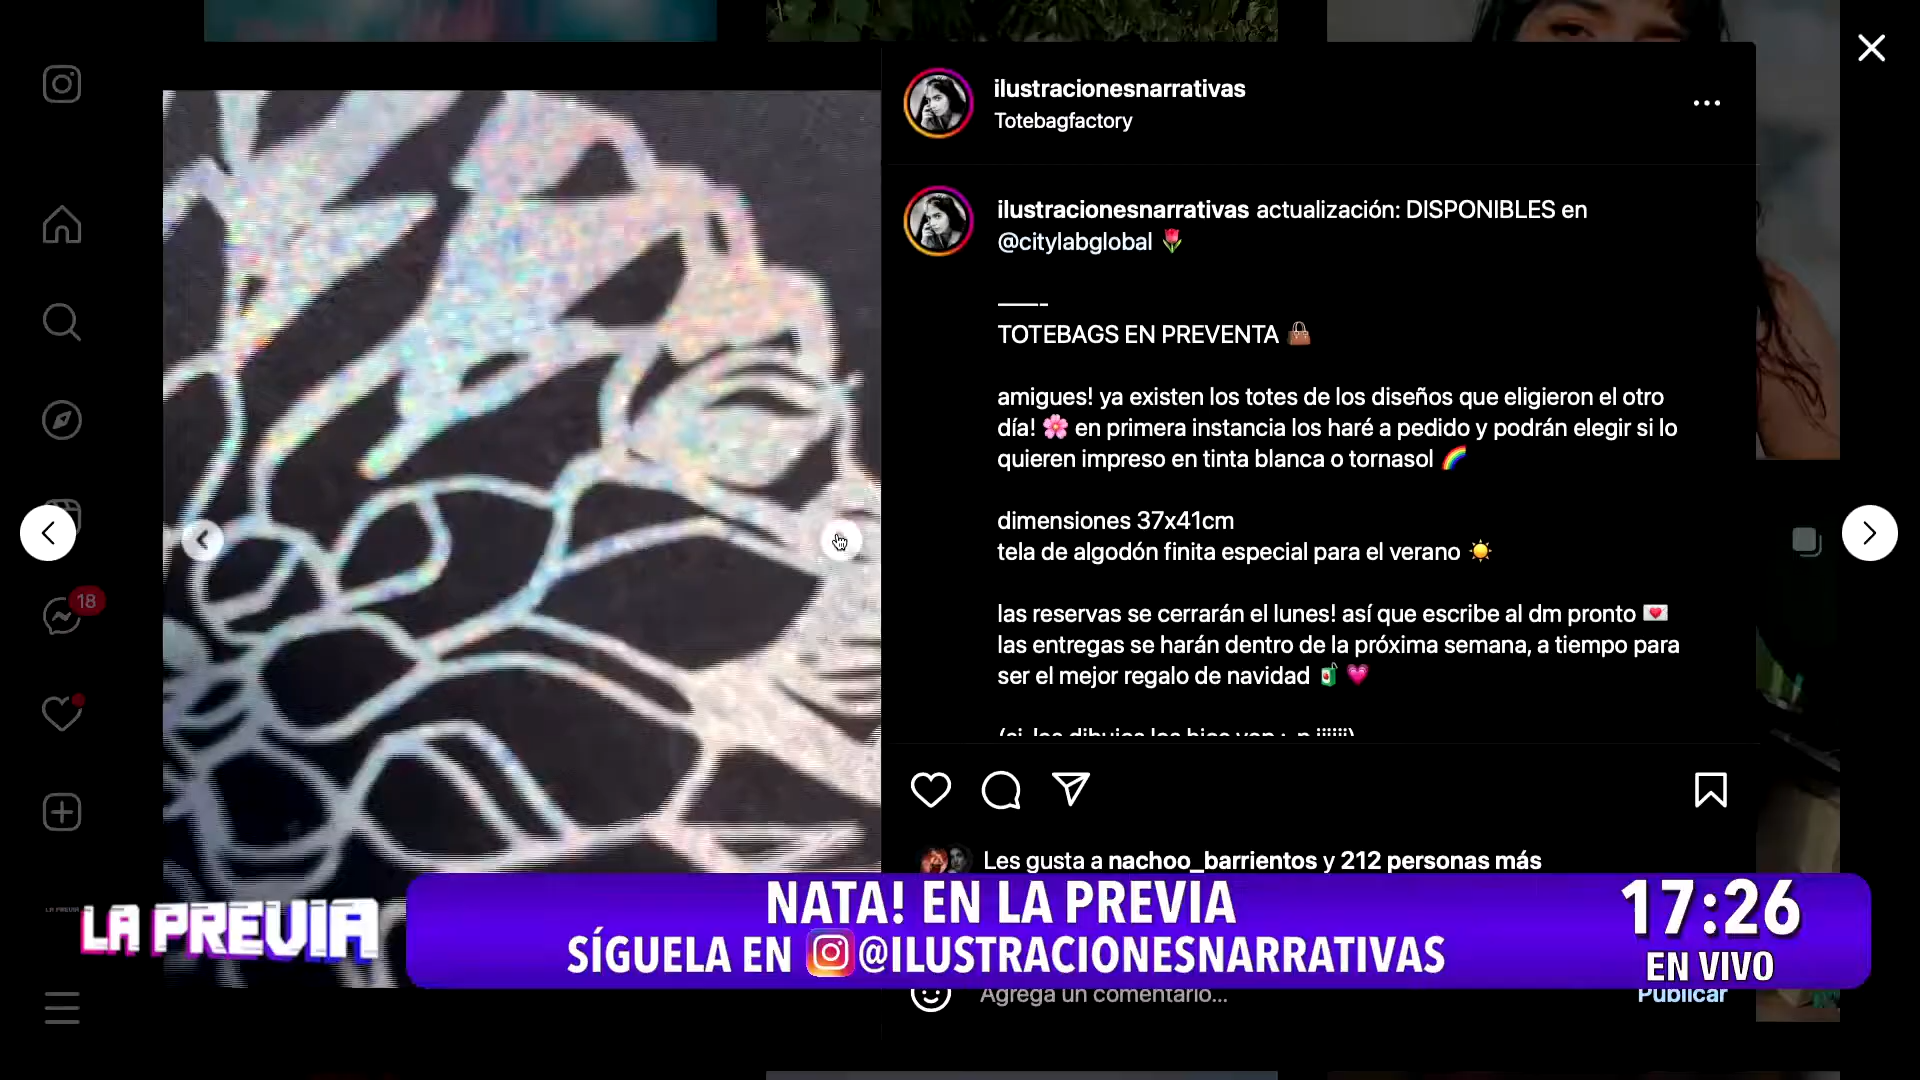 ilustracionesnarrativas
Totebagfactory
ilustracionesnarrativas actualización: DISPONIBLES en
@citylabglobal 🌷
——-
TOTEBAGS EN PREVENTA 👜
amigues! ya existen los totes de los diseños que eligieron el otro
día! 🌸 en primera instancia los haré a pedido y podrán elegir si lo
quieren impreso en tinta blanca o tornasol 🌈
dimensiones 37x41cm
tela de algodón finita especial para el verano ☀️
las reservas se cerrarán el lunes! así que escribe al dm pronto 💌
las entregas se harán dentro de la próxima semana, a tiempo para
ser el mejor regalo de navidad 🧃 💗
18
Les gusta a nachoo_barrientos y 212 personas más
LA PREVIA
NATA! EN LA PREVIA
SÍGUELA EN @ILUSTRACIONESNARRATIVAS
17:26
EN VIVO
Agrega un comentario...
Publicar